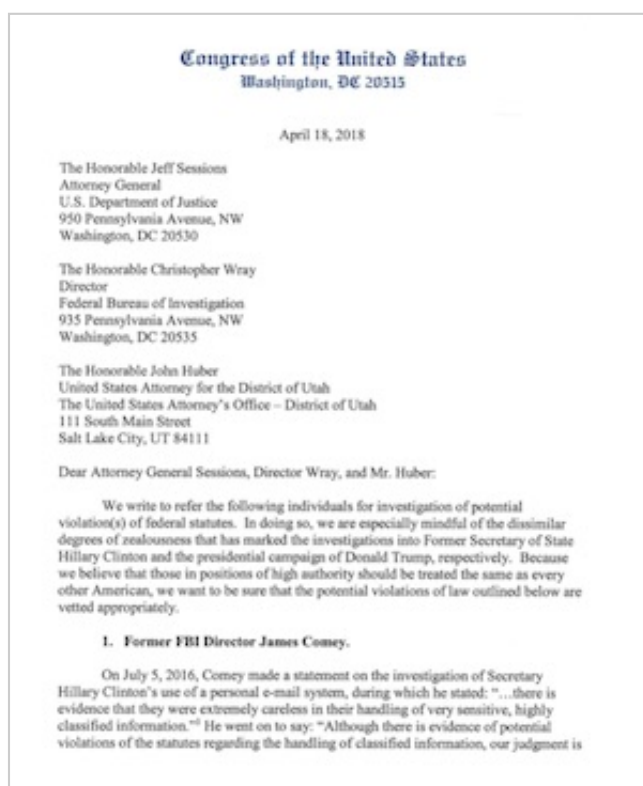 Congress of the United States
Washington, DC 20515
April 18, 2018
The Honorable Jeff Sessions
Attorney General
U.S. Department of Justice
950 Pennsylvania Avenue, NW
Washington, DC 20530
The Honorable Christopher Wray
Director
Federal Bureau of Investigation
935 Pennsylvania Avenue, NW
Washington, DC 20535
The Honorable John Huber
United States Attorney for the District of Utah
The United States Attorney's Office – District of Utah
111 South Main Street
Salt Lake City, UT 84111
Dear Attorney General Sessions, Director Wray, and Mr. Huber:
We write to refer the following individuals for investigation of potential
violation(s) of federal statutes. In doing so, we are especially mindful of the dissimilar
degrees of zealousness that has marked the investigations into Former Secretary of State
Hillary Clinton and the presidential campaign of Donald Trump, respectively. Because
we believe that those in positions of high authority should be treated the same as every
other American, we want to be sure that the potential violations of law outlined below are
vetted appropriately.
1. Former FBI Director James Comey.
On July 5, 2016, Comey made a statement on the investigation of Secretary
Hillary Clinton's use of a personal e-mail system, during which he stated: "…there is
evidence that they were extremely careless in their handling of very sensitive, highly
classified information." He went on to say: "Although there is evidence of potential
violations of the statutes regarding the handling of classified information, our judgment is